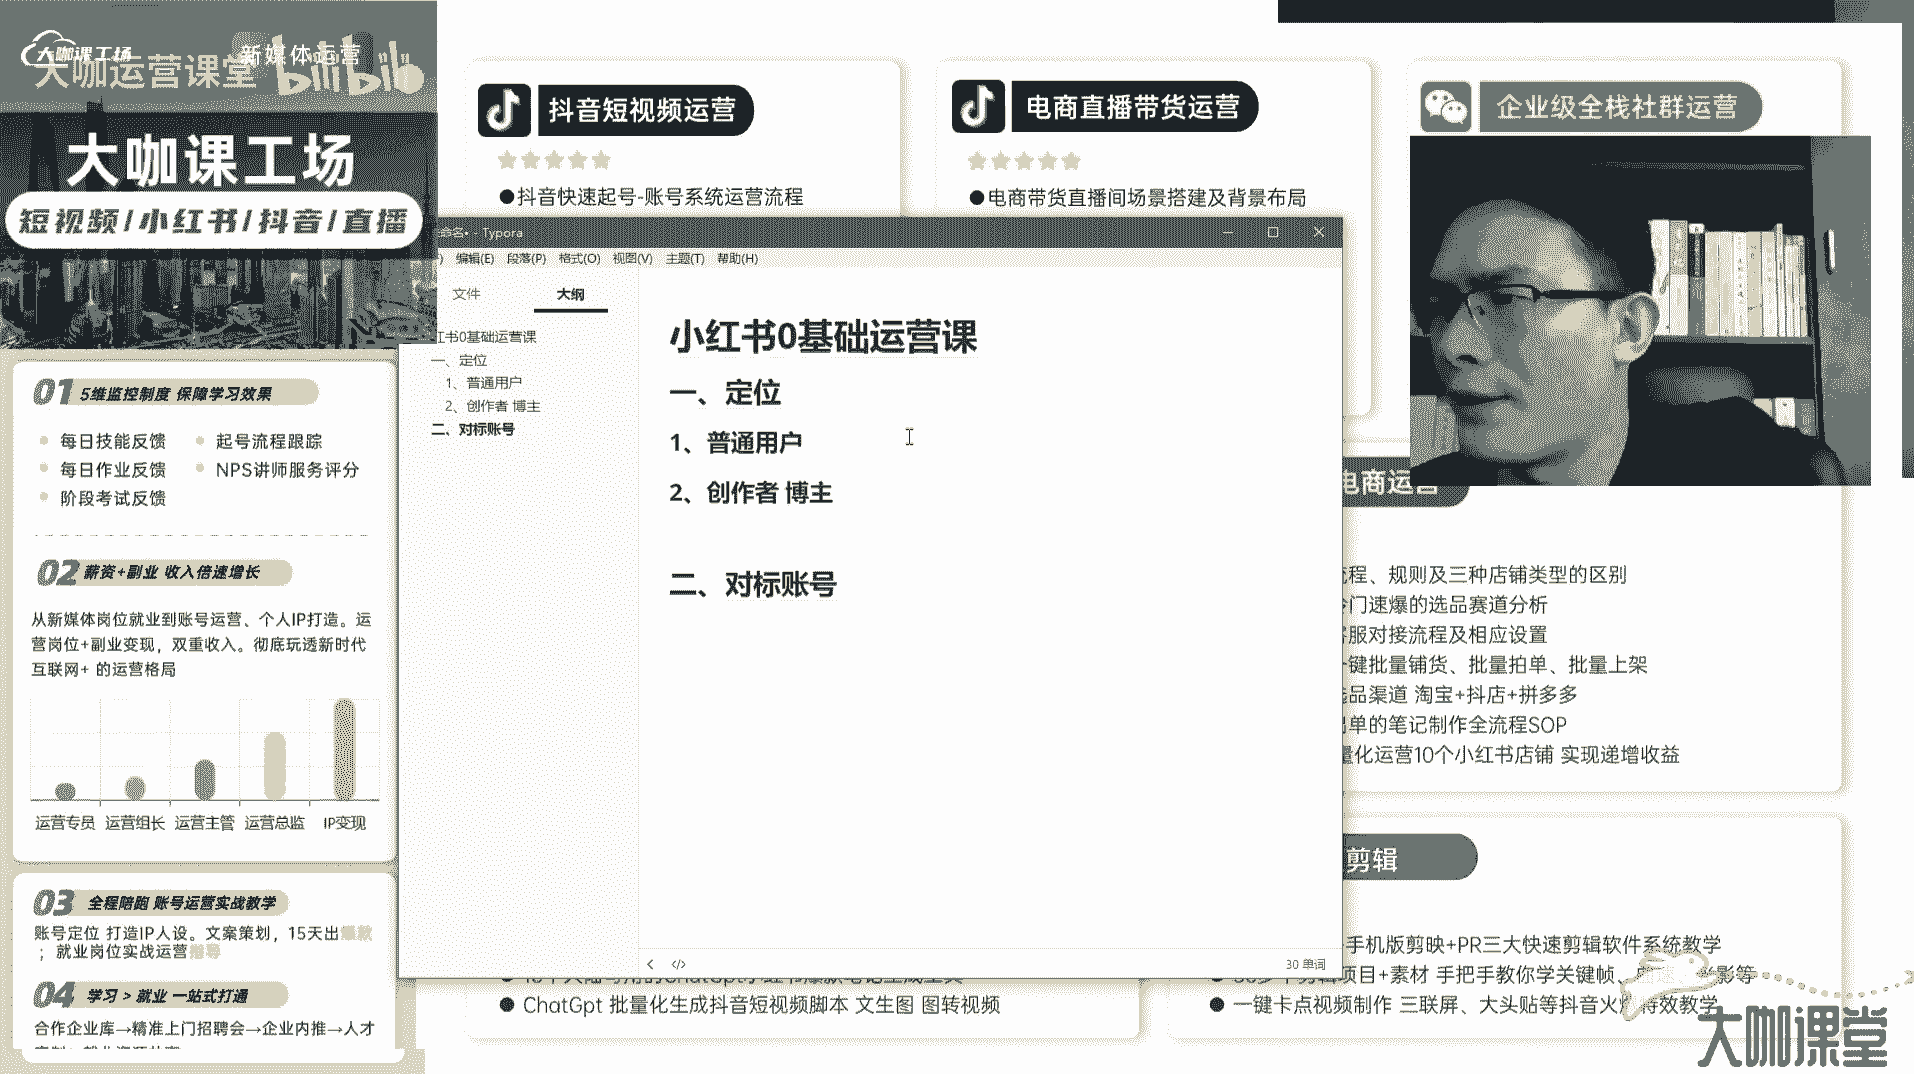 大咖课工场
新媒体运营
大咖运营课堂 bilibili
大咖课工场
短视频/小红书/抖音/直播
01 5维监控制度 保障学习效果
每日技能反馈
起号流程跟踪
每日作业反馈
NPS讲师服务评分
阶段考试反馈
02 薪资+副业 收入倍速增长
从新媒体岗位就业到账号运营、个人IP打造。运
营岗位+副业变现，双重收入。彻底玩透新时代
互联网+ 的运营格局
运营专员 运营组长 运营主管 运营总监 IP变现
03 全程陪跑 账号运营实战教学
账号定位 打造IP人设。文案策划，15天出爆款
；就业岗位实战运营指导
04 学习 > 就业 一站式打通
合作企业库→精准上门招聘会→企业内推→人才
抖音短视频运营
●抖音快速起号-账号系统运营流程
电商直播带货运营
●电商带货直播间场景搭建及背景布局
企业级全栈社群运营
命名• - Typora
) 编辑(E) 段落(P) 格式(O) 视图(V) 主题(T) 帮助(H)
文件 大纲
红书0基础运营课
一、定位
1、普通用户
2、创作者 博主
二、对标账号
小红书0基础运营课
一、定位
1、普通用户
2、创作者 博主
二、对标账号
30 单词
电商运营
流程、规则及三种店铺类型的区别
冷门速爆的选品赛道分析
客服对接流程及相应设置
一键批量铺货、批量拍单、批量上架
选品渠道 淘宝+抖店+拼多多
出单的笔记制作全流程SOP
量化运营10个小红书店铺 实现递增收益
● ChatGpt 批量化生成抖音短视频脚本 文生图 图转视频
剪辑
手机版剪映+PR三大快速剪辑软件系统教学
项目+素材 手把手教你学关键帧、
● 一键卡点视频制作 三联屏、大头贴等抖音火爆特效教学
大咖课堂